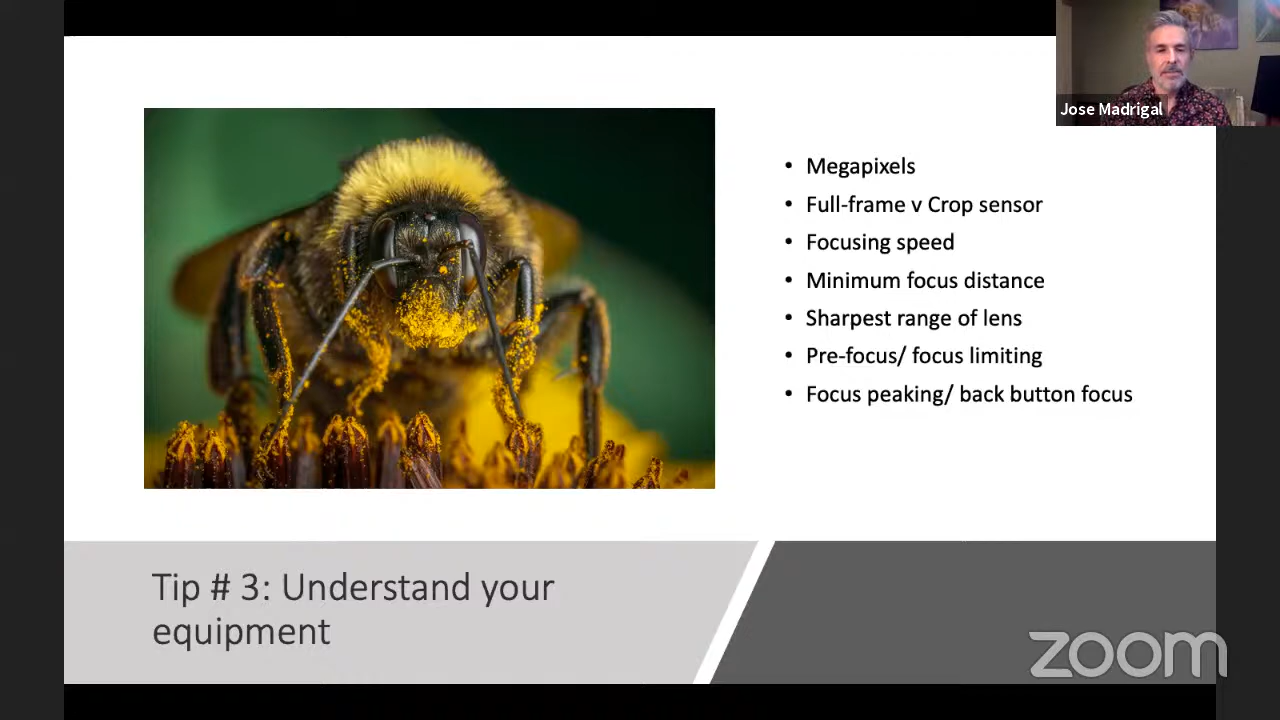 Jose Madrigal
• Megapixels
• Full-frame v Crop sensor
• Focusing speed
• Minimum focus distance
• Sharpest range of lens
• Pre-focus/ focus limiting
• Focus peaking/ back button focus
Tip # 3: Understand your
equipment
zoom